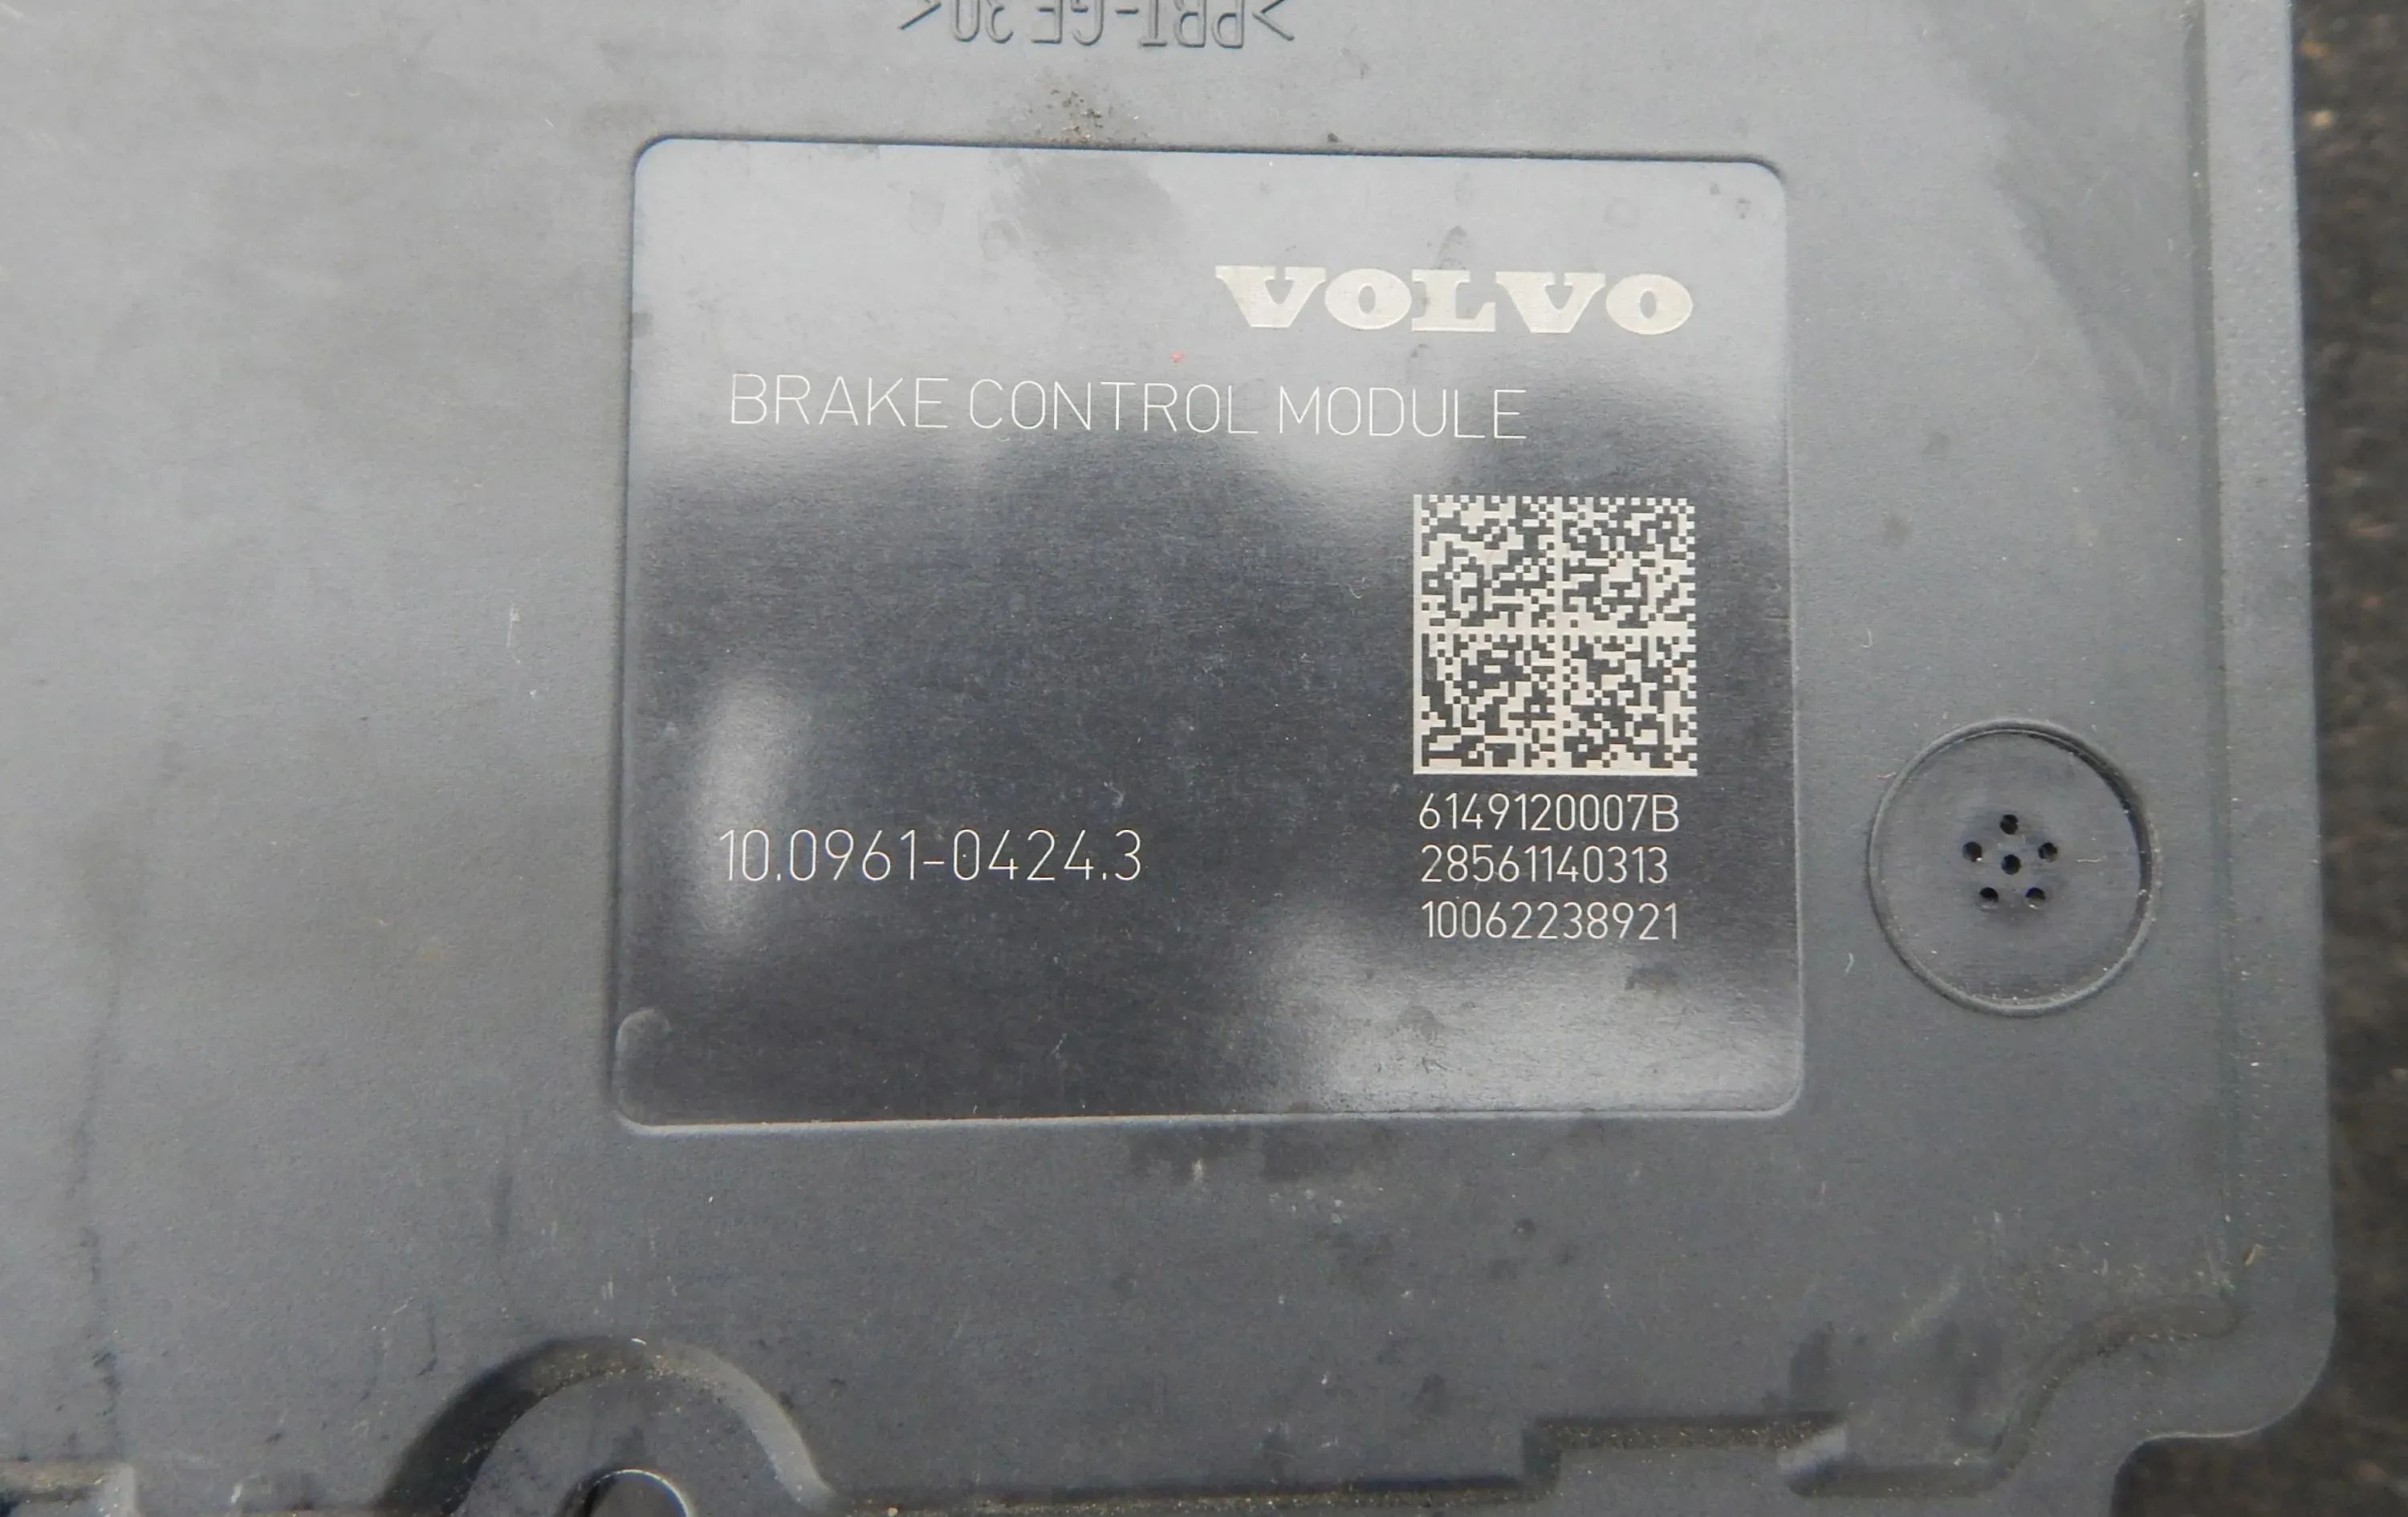 >PBT-GF30<
VOLVO
BRAKE CONTROL MODULE
6149120007B
10.0961-0424.3
28561140313
10062238921